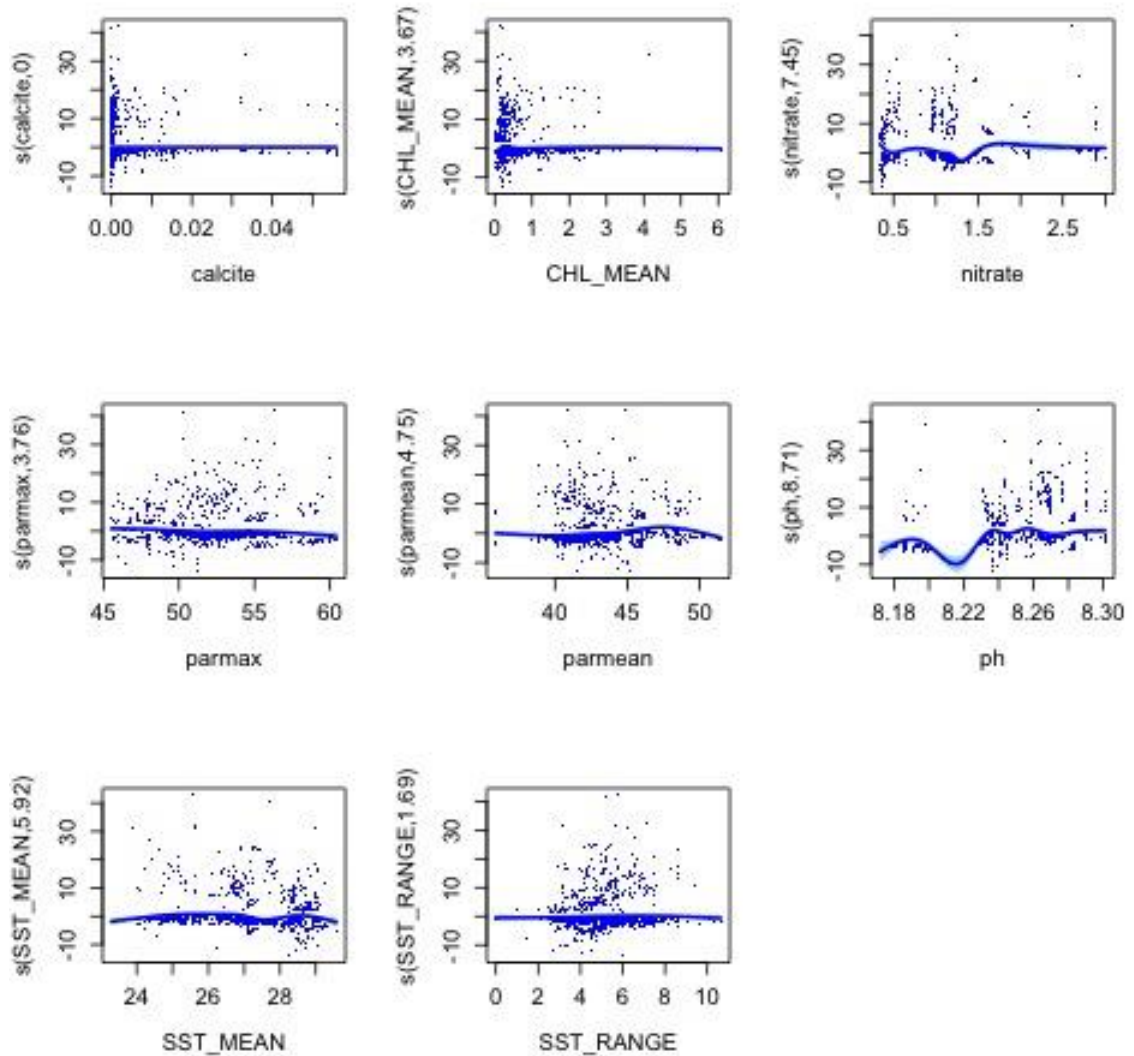 s(calcite,0)
30
10
-10
0.00 0.02 0.04
calcite
s(CHL_MEAN,3.67)
30
10
-10
0 1 2 3 4 5 6
CHL_MEAN
s(nitrate,7.45)
30
10
-10
0.5 1.5 2.5
nitrate
s(parmax,3.76)
30
10
-10
45 50 55 60
parmax
s(parmean,4.75)
30
10
-10
40 45 50
parmean
s(ph,8.71)
30
10
-10
8.18 8.22 8.26 8.30
ph
s(SST_MEAN,5.92)
30
10
-10
24 26 28
SST_MEAN
s(SST_RANGE,1.69)
30
10
-10
0 2 4 6 8 10
SST_RANGE